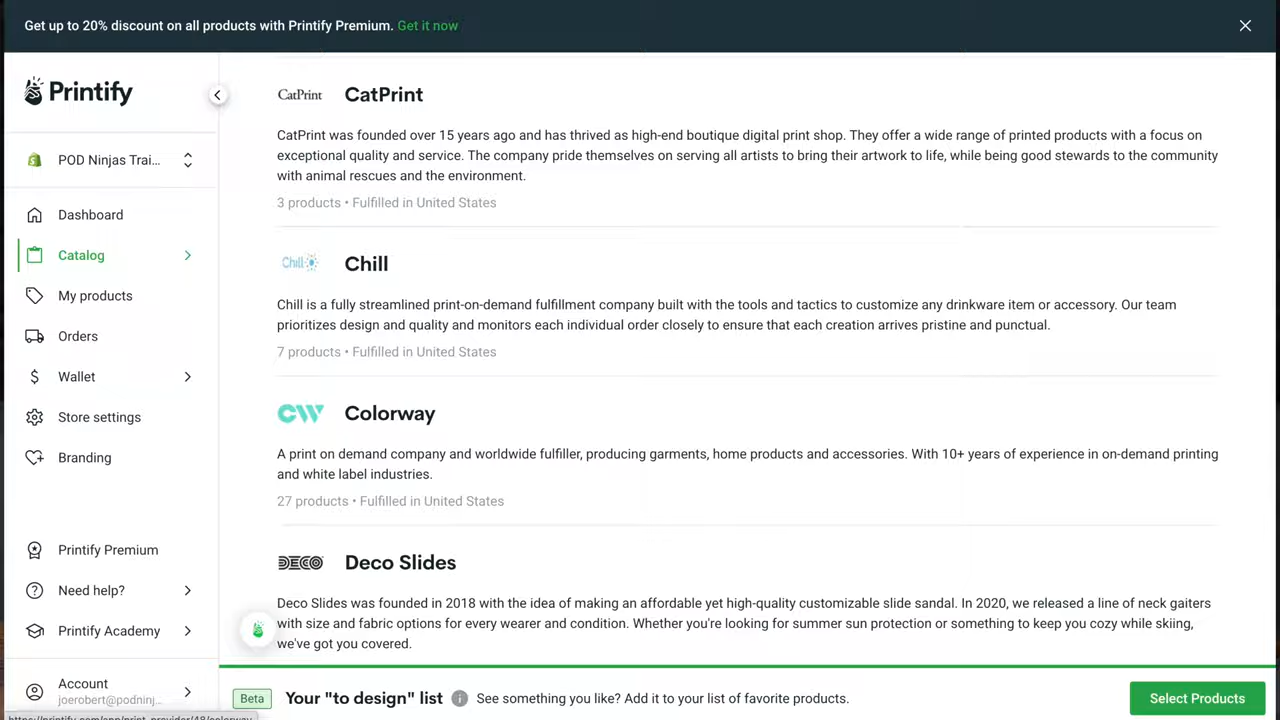 Get up to 20% discount on all products with Printify Premium. Get it now
Printify
POD Ninjas Trai...
Dashboard
Catalog
My products
Orders
Wallet
Store settings
Branding
Printify Premium
Need help?
Printify Academy
Account
joerobert@podninj...
CatPrint
CatPrint
CatPrint was founded over 15 years ago and has thrived as high-end boutique digital print shop. They offer a wide range of printed products with a focus on
exceptional quality and service. The company pride themselves on serving all artists to bring their artwork to life, while being good stewards to the community
with animal rescues and the environment.
3 products • Fulfilled in United States
Chill
Chill
Chill is a fully streamlined print-on-demand fulfillment company built with the tools and tactics to customize any drinkware item or accessory. Our team
prioritizes design and quality and monitors each individual order closely to ensure that each creation arrives pristine and punctual.
7 products • Fulfilled in United States
CW
Colorway
A print on demand company and worldwide fulfiller, producing garments, home products and accessories. With 10+ years of experience in on-demand printing
and white label industries.
27 products • Fulfilled in United States
DECO
Deco Slides
Deco Slides was founded in 2018 with the idea of making an affordable yet high-quality customizable slide sandal. In 2020, we released a line of neck gaiters
with size and fabric options for every wearer and condition. Whether you're looking for summer sun protection or something to keep you cozy while skiing,
we've got you covered.
Beta
Your "to design" list
See something you like? Add it to your list of favorite products.
Select Products